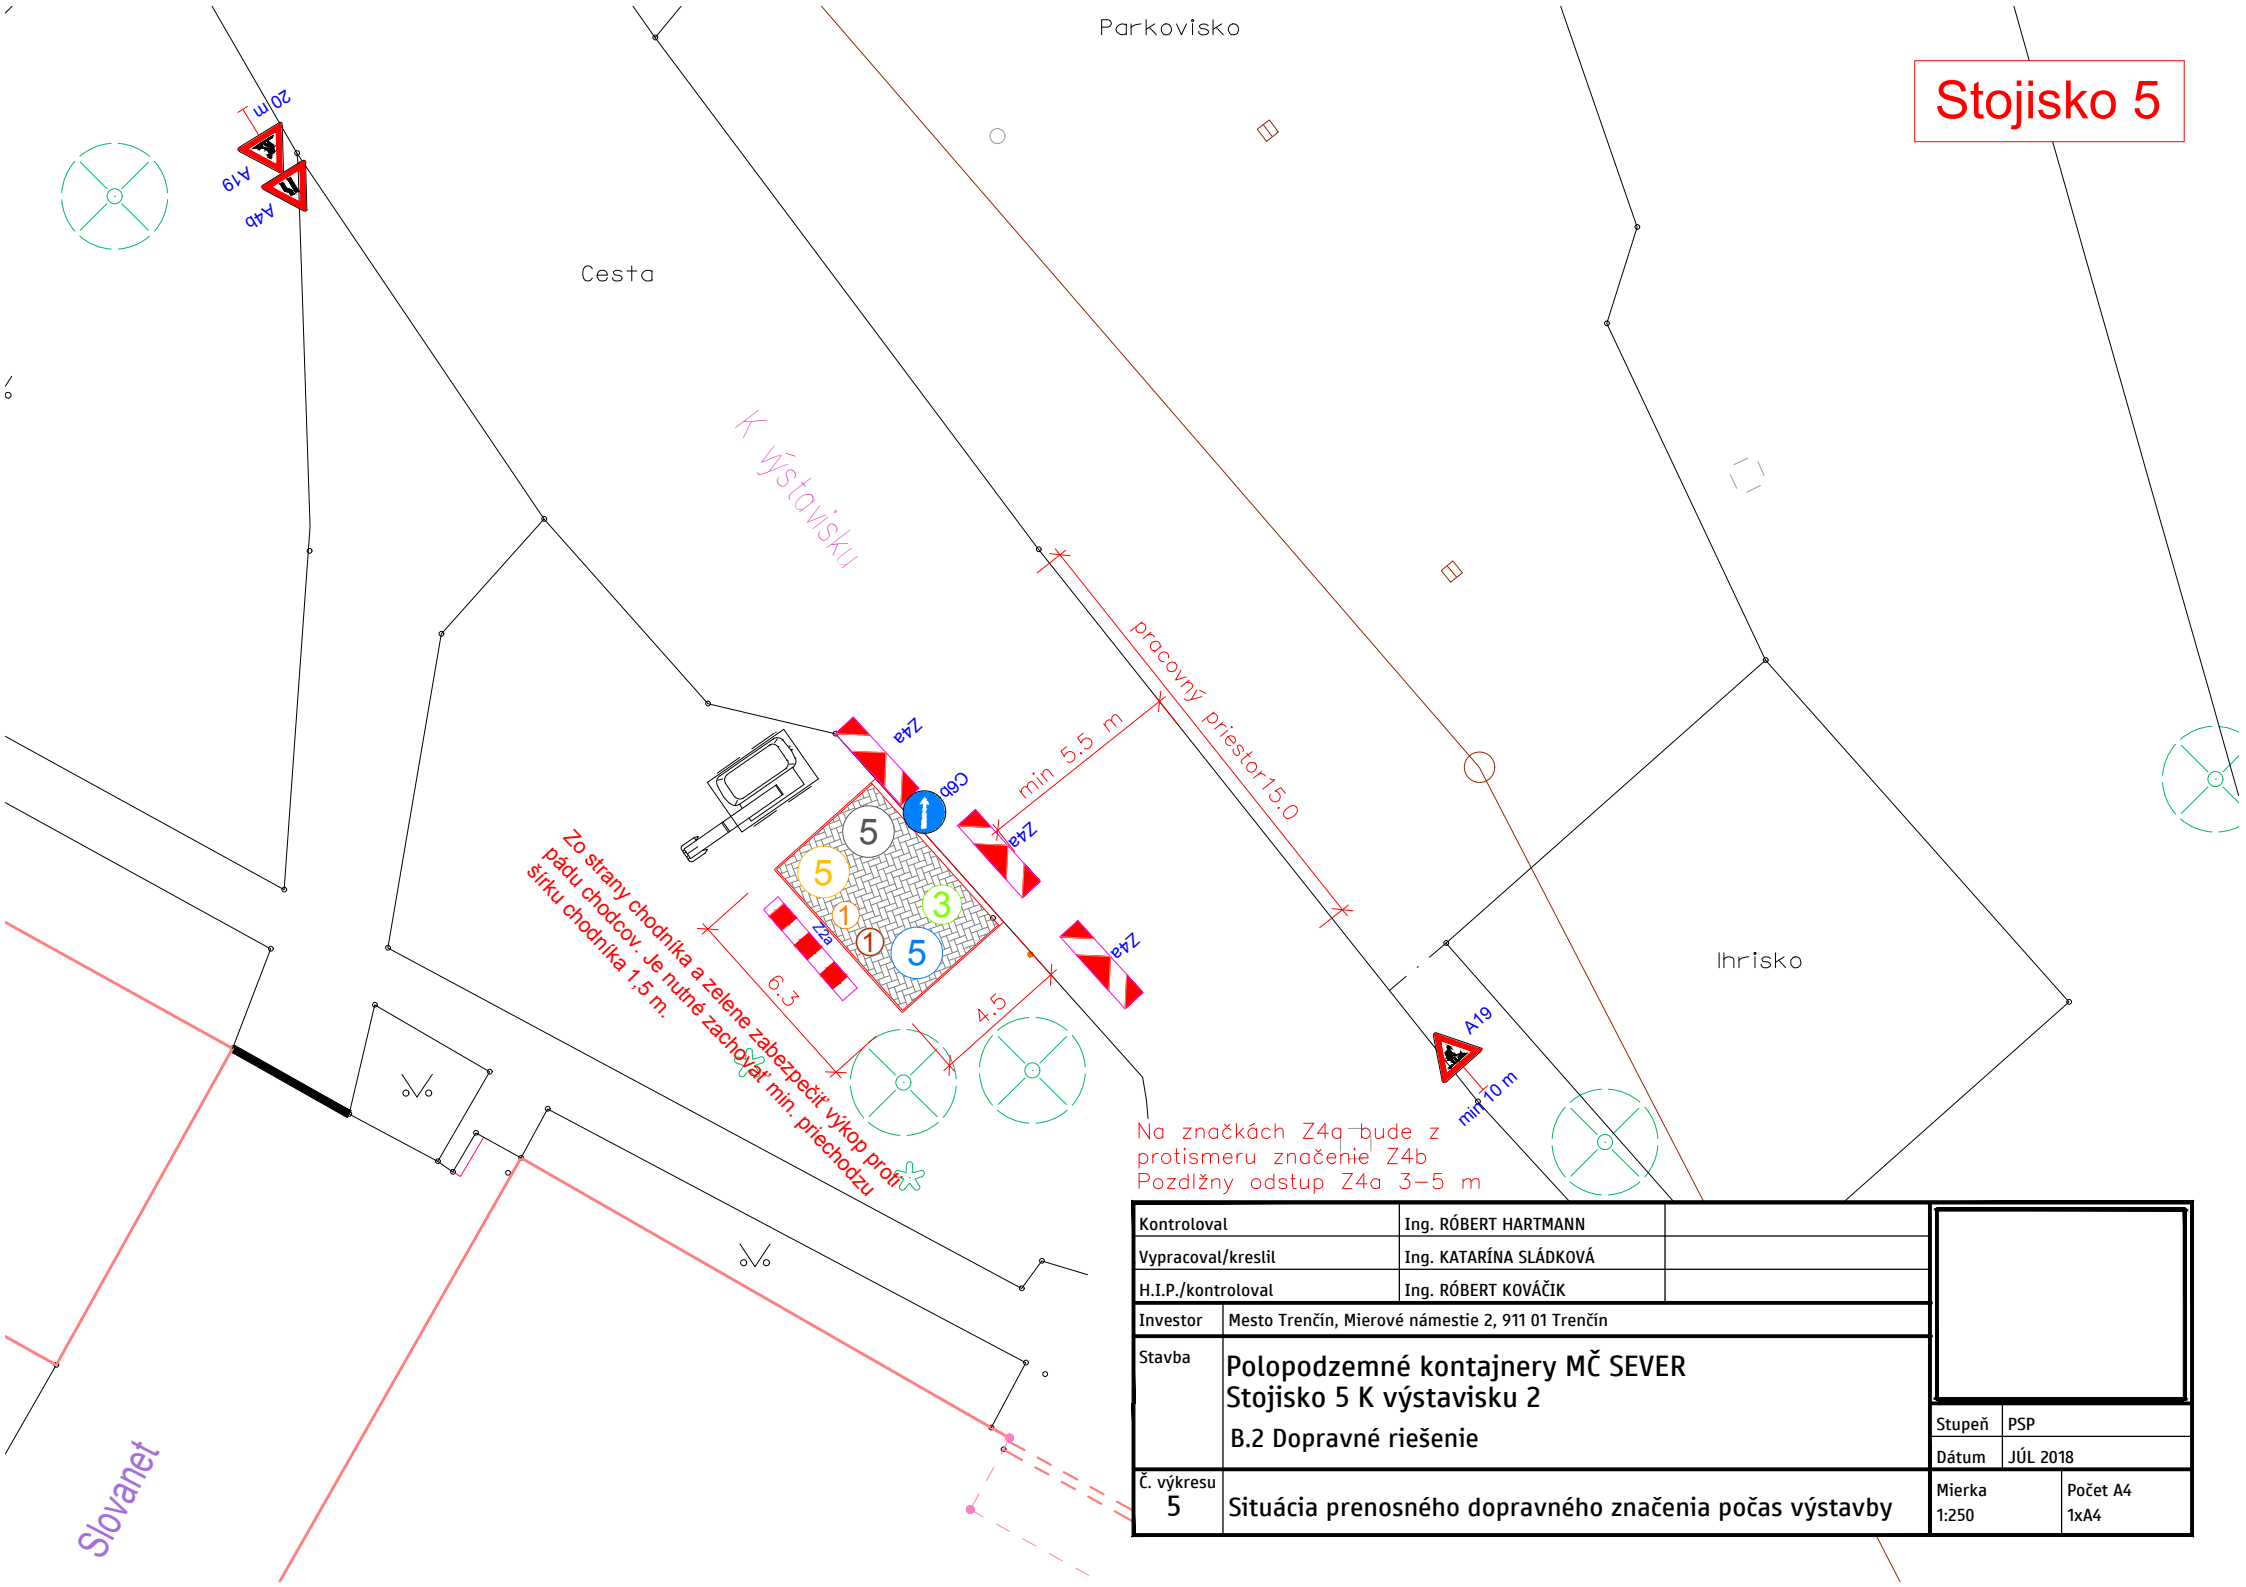 Parkovisko
Stojisko 5
20 m
A19
A4b
Cesta
K výstavisku
pracovný priestor15.0
min 5.5 m
Z4a
C6b
Z4a
Z4a
5
5
3
1
1
5
Z2a
6.3
4.5
Zo strany chodníka a zelene zabezpečiť výkop proti
pádu chodcov. Je nutné zachovať min. priechodzu
šírku chodníka 1,5 m.
Ihrisko
A19
min 10 m
Na značkách Z4a bude z
protismeru značenie Z4b
Pozdĺžny odstup Z4a 3-5 m
Slovanet
Kontroloval Ing. RÓBERT HARTMANN
Vypracoval/kreslil Ing. KATARÍNA SLÁDKOVÁ
H.I.P./kontroloval Ing. RÓBERT KOVÁČIK
Investor Mesto Trenčín, Mierové námestie 2, 911 01 Trenčín
Stavba Polopodzemné kontajnery MČ SEVER
Stojisko 5 K výstavisku 2
B.2 Dopravné riešenie
Stupeň PSP
Dátum JÚL 2018
Č. výkresu
5 Situácia prenosného dopravného značenia počas výstavby
Mierka
1:250
Počet A4
1xA4